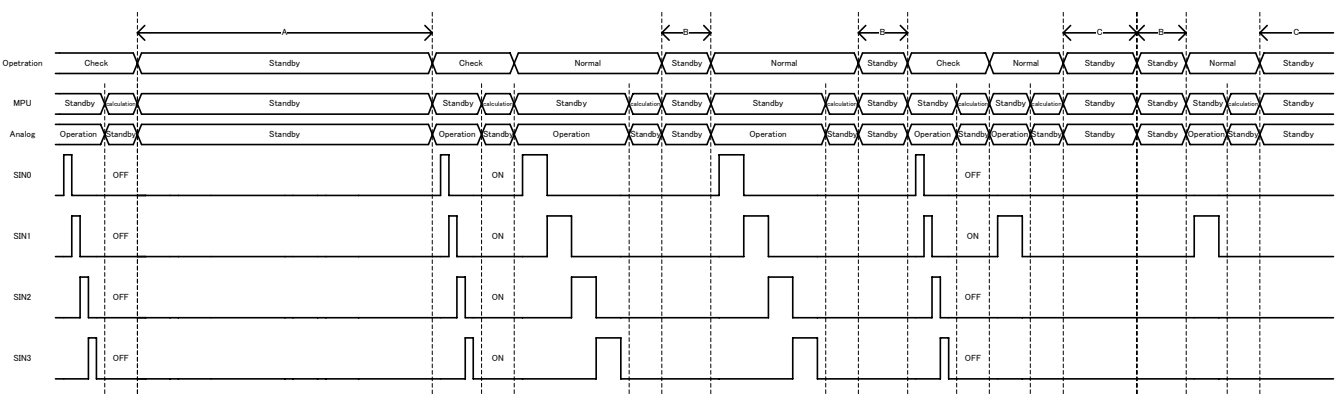 A B B C B C
Opetration Check Standby Check Normal Standby Normal Standby Check Normal Standby Standby Normal Standby
MPU Standby calculation Standby Standby calculation Standby calculation Standby Standby calculation Standby Standby calculation Standby calculation Standby Standby Standby calculation Standby
Analog Operation Standby Standby Operation Standby Operation Standby Standby Operation Standby Standby Operation Standby Operation Standby Standby Standby Operation Standby Standby
SIN0 OFF ON OFF
SIN1 OFF ON ON
SIN2 OFF ON OFF
SIN3 OFF ON OFF